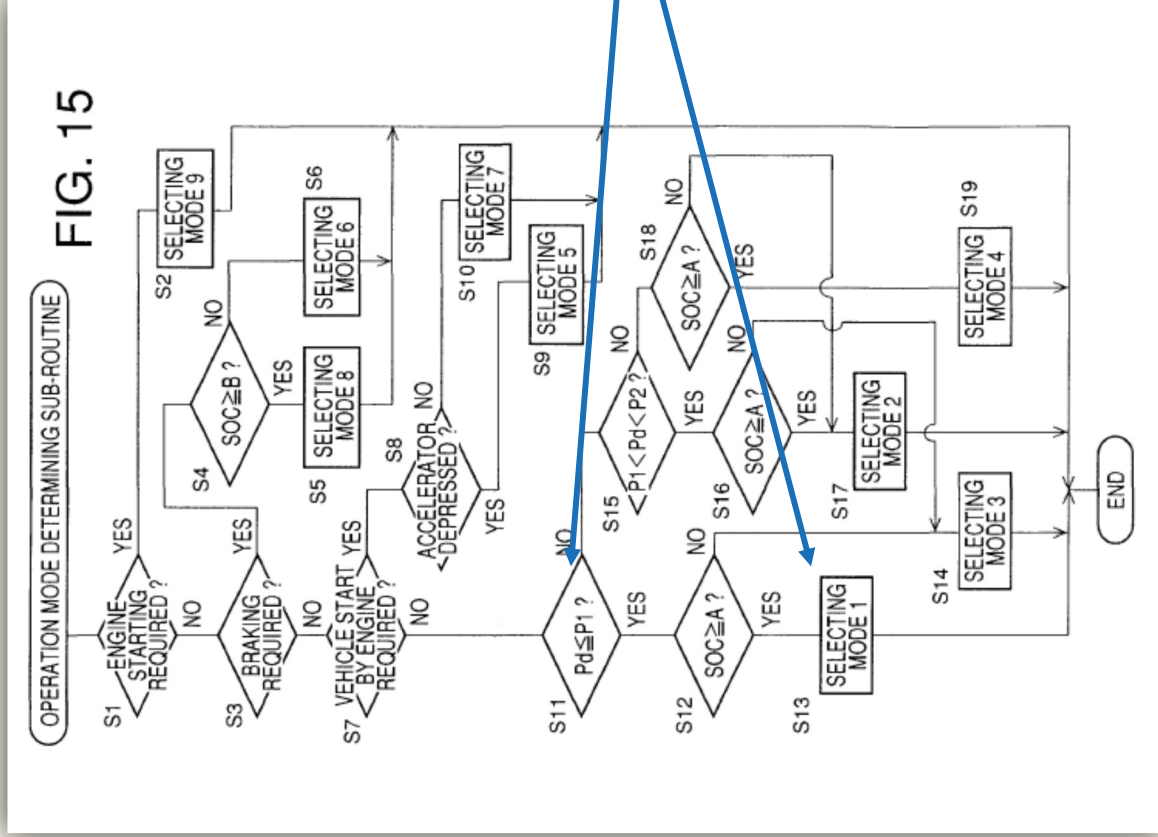 FIG. 15
OPERATION MODE DETERMINING SUB-ROUTINE
S1
ENGINE
STARTING
REQUIRED ?
YES
NO
S2
SELECTING
MODE 9
S3
BRAKING
REQUIRED ?
YES
NO
S4
SOC≧B ?
NO
YES
S5
SELECTING
MODE 8
S6
SELECTING
MODE 6
S7
VEHICLE START
BY ENGINE
REQUIRED ?
YES
NO
S8
ACCELERATOR
DEPRESSED ?
NO
YES
S9
SELECTING
MODE 5
S10
SELECTING
MODE 7
S11
Pd≦P1 ?
NO
YES
S12
SOC≧A ?
NO
YES
S13
SELECTING
MODE 1
S14
SELECTING
MODE 3
S15
P1<Pd<P2 ?
NO
YES
S16
SOC≧A ?
NO
YES
S17
SELECTING
MODE 2
S18
SOC≧A ?
NO
YES
S19
SELECTING
MODE 4
END